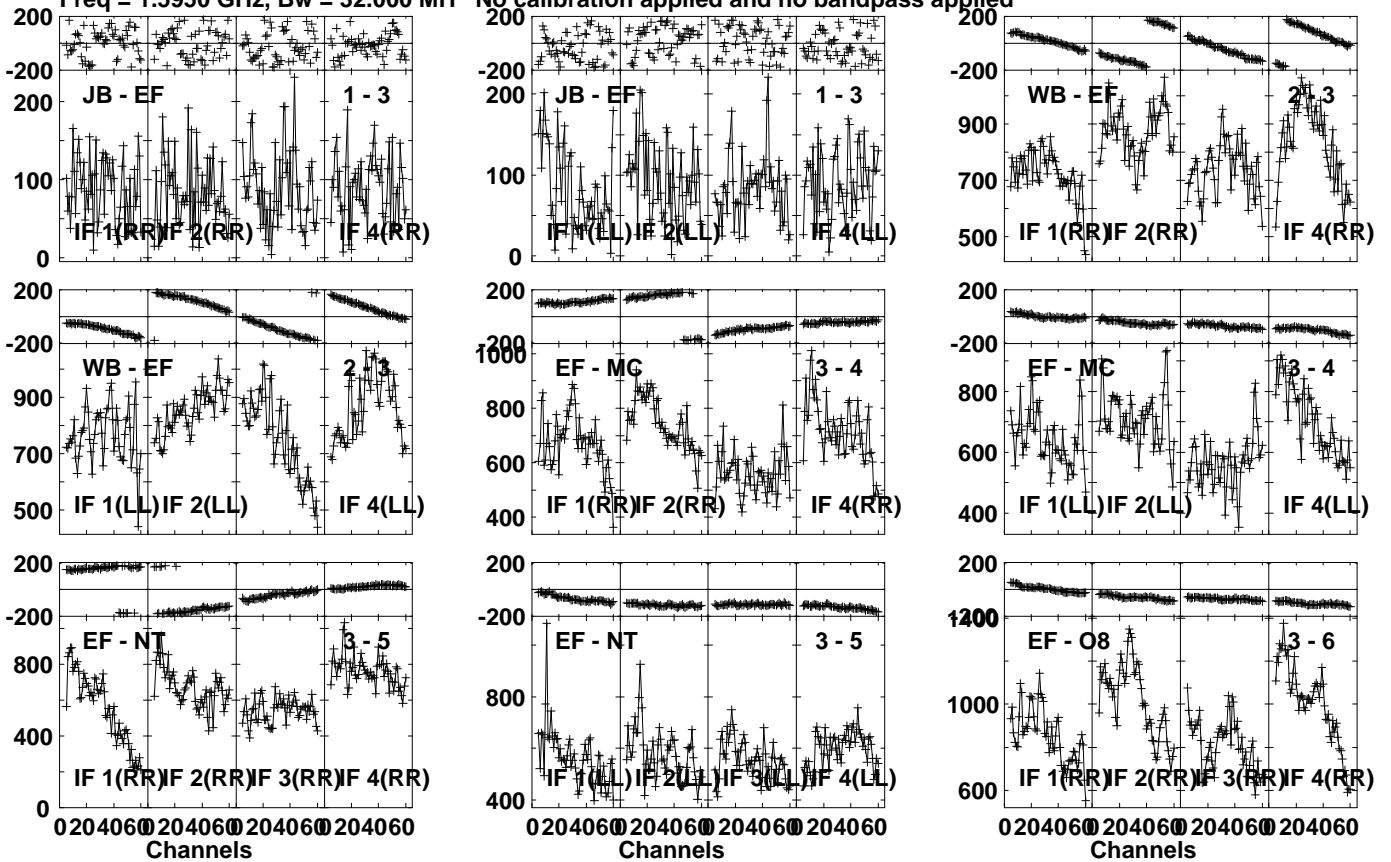 Freq = 1.5950 GHz, Bw = 32.000 MH No calibration applied and no bandpass applied
200
-200
JB - EF 1 - 3
200
100
0
IF 1(RR) IF 2(RR) IF 4(RR)
200
-200
JB - EF 1 - 3
200
100
0
IF 1(LL) IF 2(LL) IF 4(LL)
200
-200
WB - EF 2 - 3
900
700
500
IF 1(RR) IF 2(RR) IF 4(RR)
200
-200
WB - EF 2 - 3
900
700
500
IF 1(LL) IF 2(LL) IF 4(LL)
200
-200
1000
EF - MC 3 - 4
800
600
400
IF 1(RR) IF 2(RR) IF 4(RR)
200
-200
EF - MC 3 - 4
800
600
400
IF 1(LL) IF 2(LL) IF 4(LL)
200
-200
EF - NT 3 - 5
800
400
0
IF 1(RR) IF 2(RR) IF 3(RR) IF 4(RR)
0 20 40 60 0 20 40 60 0 20 40 60 0 20 40 60
Channels
200
-200
EF - NT 3 - 5
800
400
IF 1(LL) IF 2(LL) IF 3(LL) IF 4(LL)
0 20 40 60 0 20 40 60 0 20 40 60 0 20 40 60
Channels
200
-200
1400
EF - O8 3 - 6
1000
600
IF 1(RR) IF 2(RR) IF 3(RR) IF 4(RR)
0 20 40 60 0 20 40 60 0 20 40 60 0 20 40 60
Channels